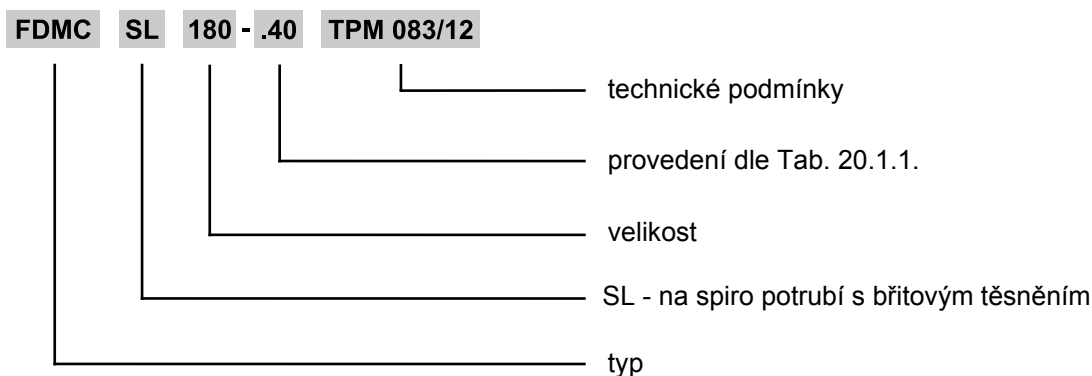 FDMC SL 180 - .40 TPM 083/12
technické podmínky
provedení dle Tab. 20.1.1.
velikost
SL - na spiro potrubí s břitovým těsněním
typ